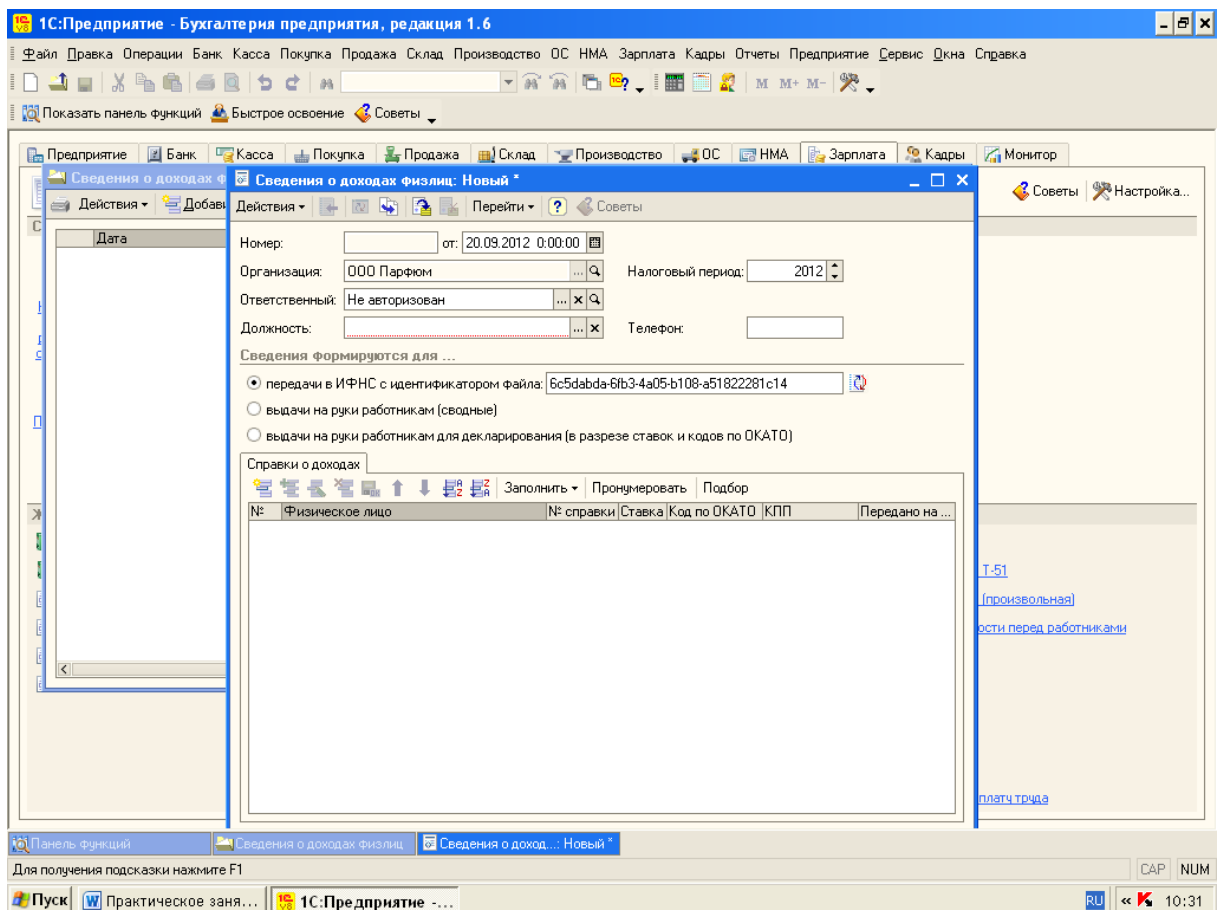 1С:Предприятие - Бухгалтерия предприятия, редакция 1.6
Файл Правка Операции Банк Касса Покупка Продажа Склад Производство ОС НМА Зарплата Кадры Отчеты Предприятие Сервис Окна Справка
M M+ M-
Показать панель функций Быстрое освоение Советы
Предприятие Банк Касса Покупка Продажа Склад Производство ОС НМА Зарплата Кадры Монитор
Советы Настройка...
Сведения о доходах ф
Действия Добав
Дата
Сведения о доходах физлиц: Новый *
Действия Перейти ? Советы
Номер: от: 20.09.2012 0:00:00
Организация: ООО Парфюм ... Налоговый период: 2012
Ответственный: Не авторизован ... x
Должность: ... x Телефон:
Сведения формируются для ...
передачи в ИФНС с идентификатором файла: 6c5dabda-6fb3-4a05-b108-a51822281c14
выдачи на руки работникам (сводные)
выдачи на руки работникам для декларирования (в разрезе ставок и кодов по ОКАТО)
Справки о доходах
Заполнить Пронумеровать Подбор
№ Физическое лицо № справки Ставка Код по ОКАТО КПП Передано на ...
Т-51
(произвольная)
ости перед работниками
плату труда
Панель функций Сведения о доходах физлиц Сведения о доход...: Новый *
Для получения подсказки нажмите F1 CAP NUM
Пуск Практическое заня... 1С:Предприятие -... RU « 10:31